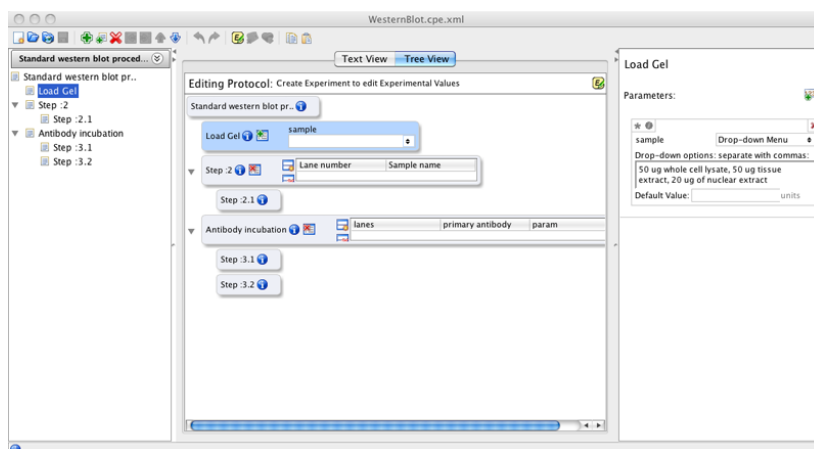 WesternBlot.cpe.xml
Standard western blot proced...
Standard western blot pr..
Load Gel
Step :2
Step :2.1
Antibody incubation
Step :3.1
Step :3.2
Text View Tree View
Editing Protocol: Create Experiment to edit Experimental Values
Standard western blot pr..
Load Gel sample
Step :2 Lane number Sample name
Step :2.1
Antibody incubation lanes primary antibody param
Step :3.1
Step :3.2
Load Gel
Parameters:
sample Drop-down Menu
Drop-down options: separate with commas:
50 ug whole cell lysate, 50 ug tissue
extract, 20 ug of nuclear extract
Default Value: units